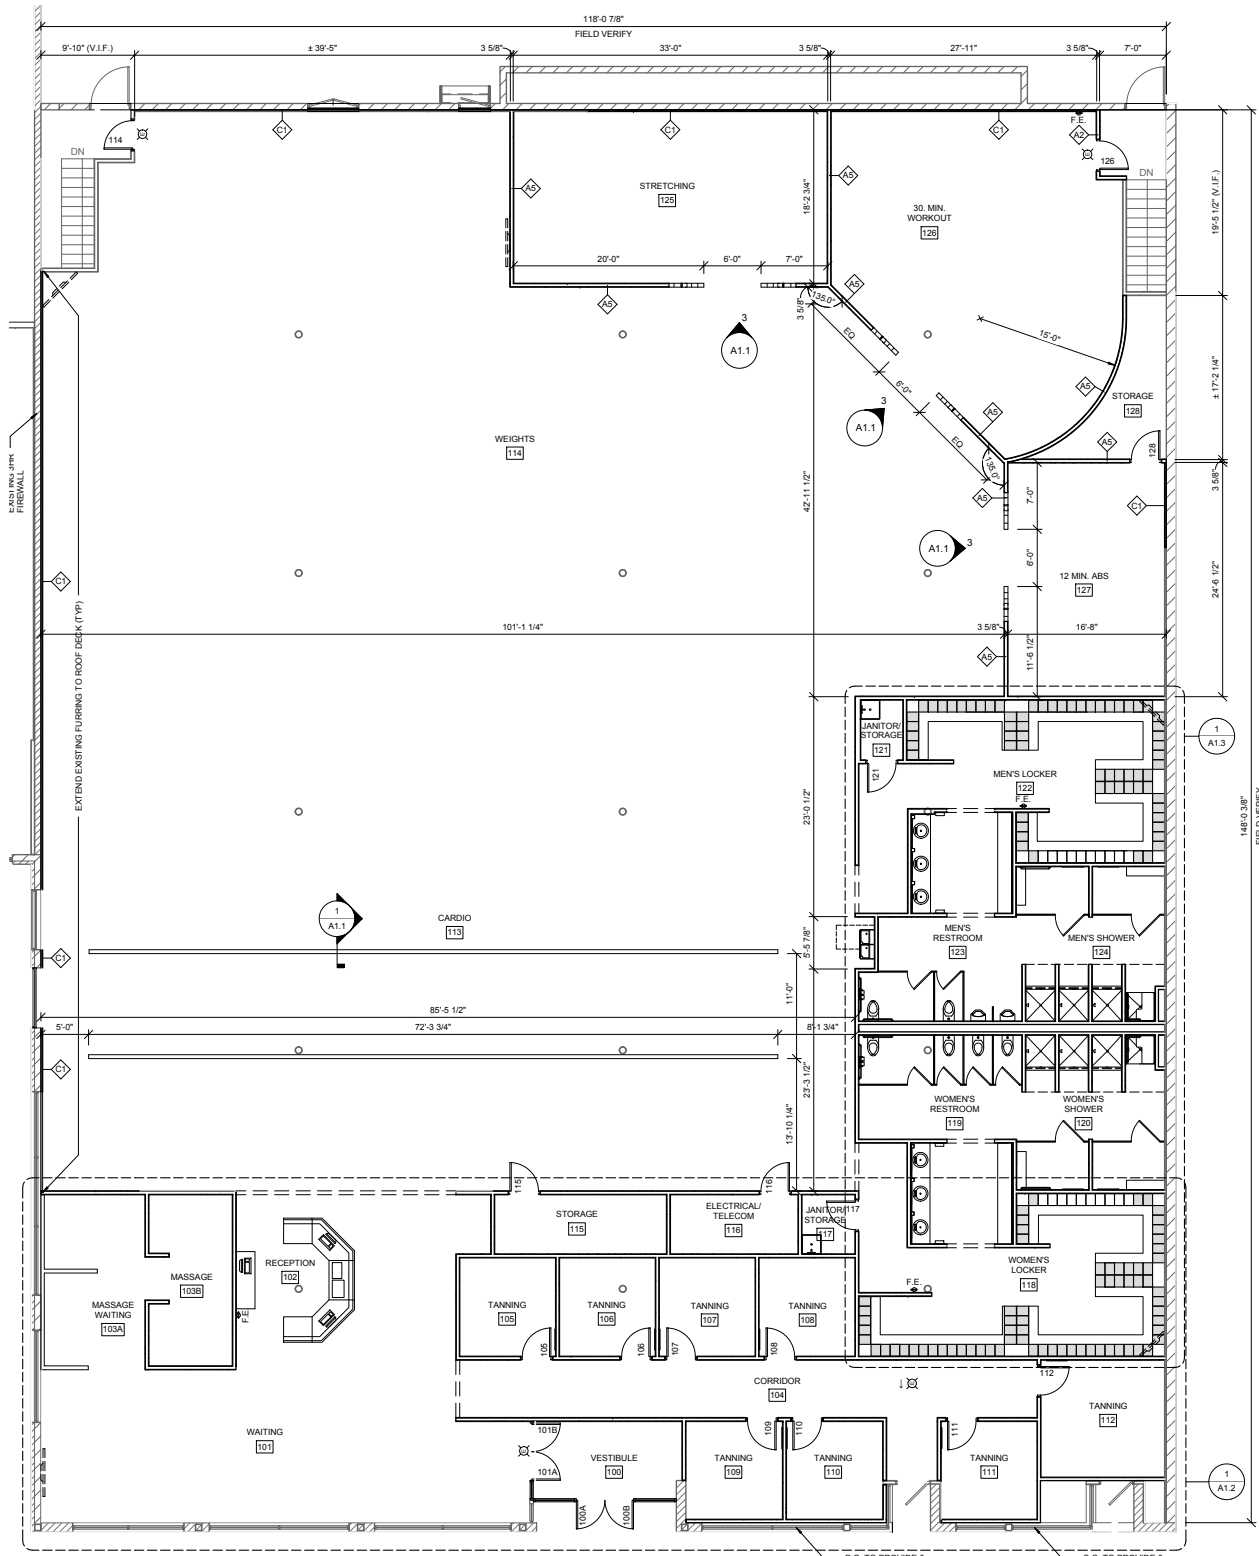 118'-0 7/8"
FIELD VERIFY
9'-10" (V.I.F.)
± 39'-5"
3 5/8"
33'-0"
3 5/8"
27'-11"
3 5/8"
7'-0"
114
DN
C1
C1
C1
F.E.
A2
126
DN
A5
STRETCHING
125
A5
18'-2 3/4"
30. MIN.
WORKOUT
126
19'-5 1/2" (V.I.F.)
20'-0"
6'-0"
7'-0"
A5
3 5/8"
135.0°
A5
3
A1.1
EQ
15'-0"
6'-0"
± 17'-2 1/4"
A5
STORAGE
128
3
A1.1
A5
EQ
A5
128
WEIGHTS
114
EXISTING 3HR
FIREWALL
135.0°
A5
7'-0"
3 5/8"
C1
42'-11 1/2"
A1.1
3
6'-0"
12 MIN. ABS
127
24'-6 1/2"
C1
EXTEND EXISTING FURRING TO ROOF DECK (TYP)
101'-1 1/4"
3 5/8"
16'-8"
A5
11'-6 1/2"
JANITOR/
STORAGE
121
121
1
A1.3
MEN'S LOCKER
122
F.E.
148'-0 3/8"
FIELD VERIFY
23'-0 1/2"
1
A1.1
CARDIO
113
MEN'S
RESTROOM
123
MEN'S SHOWER
124
5'-5 7/8"
C1
11'-0"
85'-5 1/2"
5'-0"
72'-3 3/4"
8'-1 3/4"
C1
23'-3 1/2"
13'-10 1/4"
WOMEN'S
RESTROOM
119
WOMEN'S
SHOWER
120
115
116
STORAGE
115
ELECTRICAL/
TELECOM
116
JANITOR/
STORAGE
117
117
RECEPTION
102
MASSAGE
103B
F.E.
MASSAGE
WAITING
103A
WOMEN'S
LOCKER
118
F.E.
TANNING
105
TANNING
106
TANNING
107
TANNING
108
105
106
107
108
CORRIDOR
104
112
TANNING
112
WAITING
101
101B
101A
VESTIBULE
100
100A
100B
109
110
111
TANNING
109
TANNING
110
TANNING
111
1
A1.2